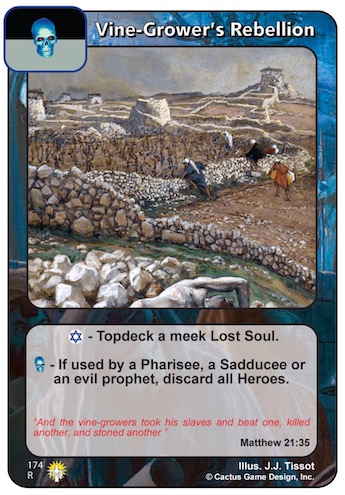 Vine-Grower's Rebellion
- Topdeck a meek Lost Soul.
- If used by a Pharisee, a Sadducee or
an evil prophet, discard all Heroes.
"And the vine-growers took his slaves and beat one, killed
another, and stoned another."
Matthew 21:35
174
R
Illus. J.J. Tissot
© Cactus Game Design, Inc.